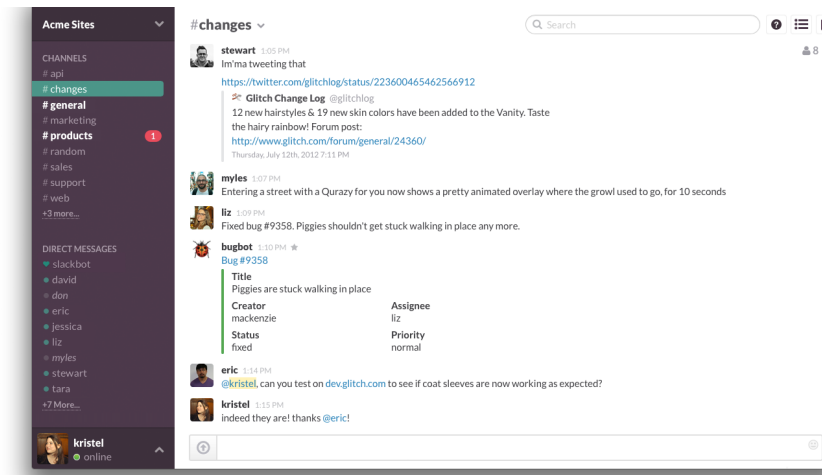 Acme Sites
CHANNELS
# api
# changes
# general
# marketing
# products 1
# random
# sales
# support
# web
+3 more...
DIRECT MESSAGES
slackbot
david
don
eric
jessica
liz
myles
stewart
tara
+7 More...
kristel
online
#changes
Search
8
stewart 1:05 PM
Im'ma tweeting that
https://twitter.com/glitchlog/status/223600465462566912
Glitch Change Log @glitchlog
12 new hairstyles & 19 new skin colors have been added to the Vanity. Taste
the hairy rainbow! Forum post:
http://www.glitch.com/forum/general/24360/
Thursday, July 12th, 2012 7:11 PM
myles 1:07 PM
Entering a street with a Qurazy for you now shows a pretty animated overlay where the growl used to go, for 10 seconds
liz 1:09 PM
Fixed bug #9358. Piggies shouldn't get stuck walking in place any more.
bugbot 1:10 PM
Bug #9358
Title
Piggies are stuck walking in place
Creator Assignee
mackenzie liz
Status Priority
fixed normal
eric 1:14 PM
@kristel, can you test on dev.glitch.com to see if coat sleeves are now working as expected?
kristel 1:15 PM
indeed they are! thanks @eric!